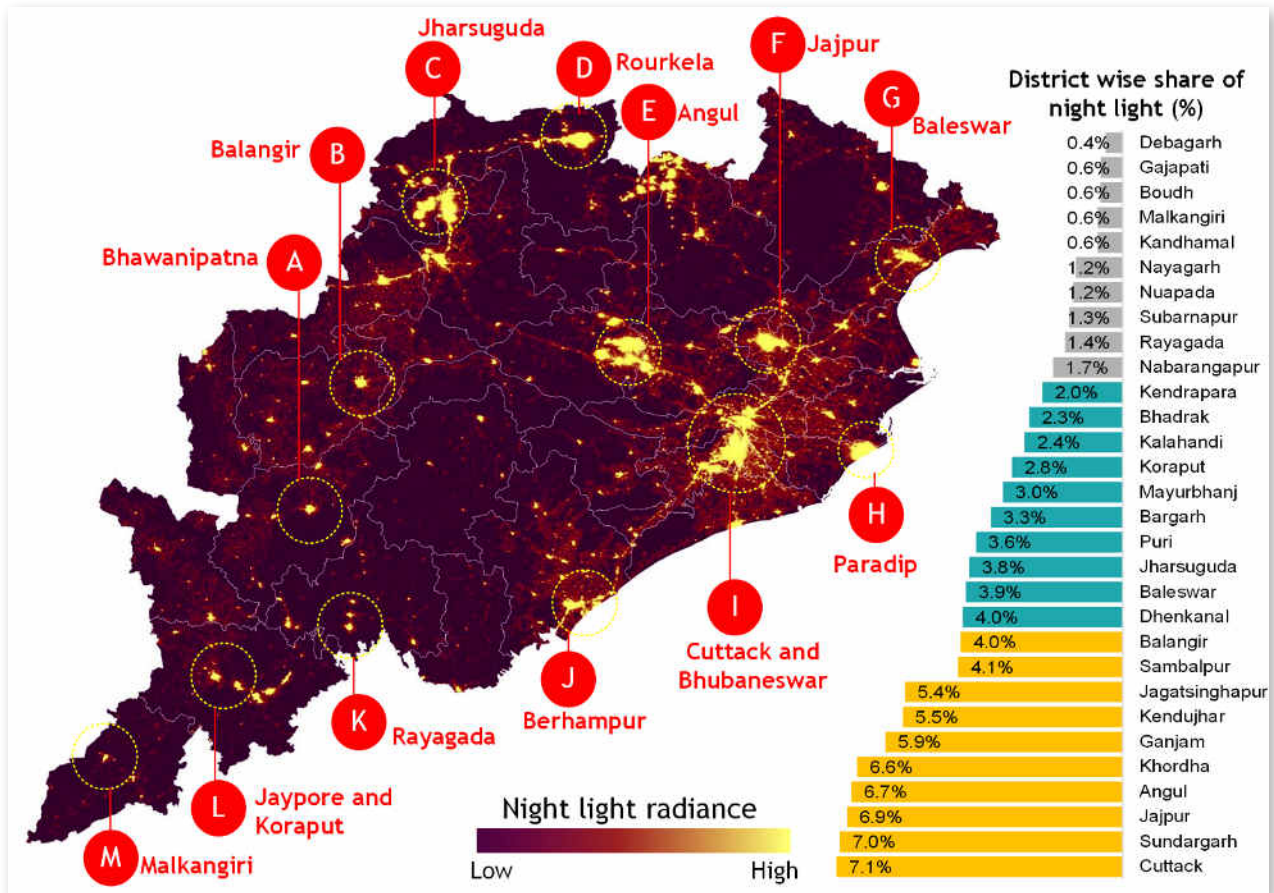 Jharsuguda
C
D
Rourkela
F
Jajpur
E
Angul
G
Baleswar
Balangir
B
Bhawanipatna
A
H
Paradip
I
Cuttack and
Bhubaneswar
J
Berhampur
K
Rayagada
L
Jaypore and
Koraput
M
Malkangiri
Night light radiance
Low
High
District wise share of
night light (%)
0.4% Debagarh
0.6% Gajapati
0.6% Boudh
0.6% Malkangiri
0.6% Kandhamal
1.2% Nayagarh
1.2% Nuapada
1.3% Subarnapur
1.4% Rayagada
1.7% Nabarangapur
2.0% Kendrapara
2.3% Bhadrak
2.4% Kalahandi
2.8% Koraput
3.0% Mayurbhanj
3.3% Bargarh
3.6% Puri
3.8% Jharsuguda
3.9% Baleswar
4.0% Dhenkanal
4.0% Balangir
4.1% Sambalpur
5.4% Jagatsinghapur
5.5% Kendujhar
5.9% Ganjam
6.6% Khordha
6.7% Angul
6.9% Jajpur
7.0% Sundargarh
7.1% Cuttack